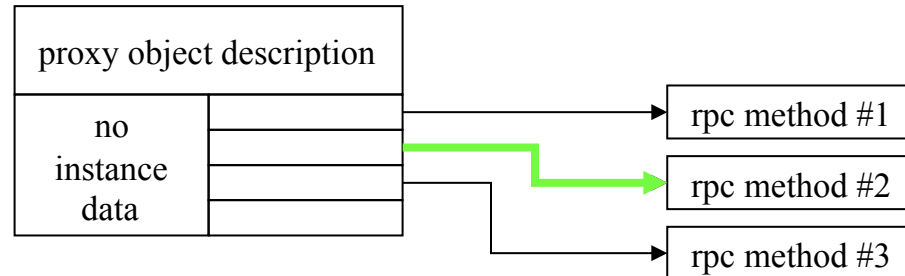 proxy object description
no
instance
data
rpc method #1
rpc method #2
rpc method #3